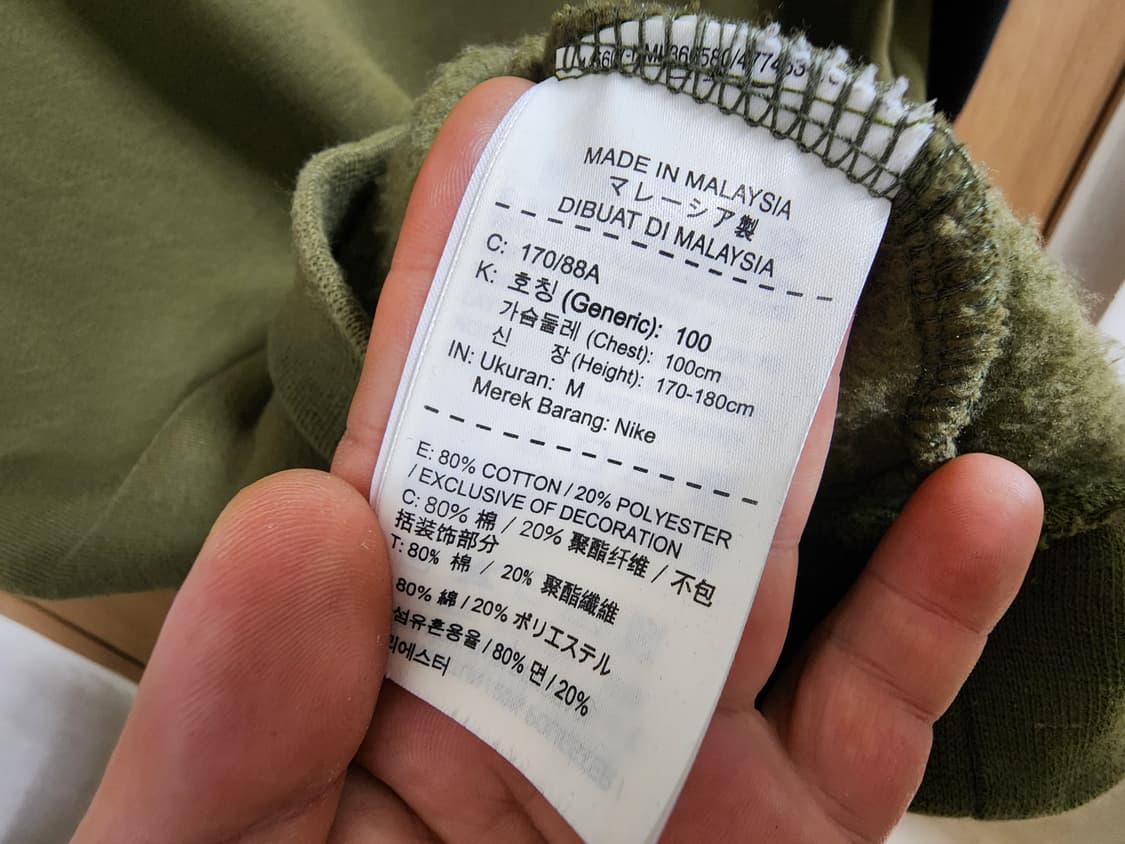 MADE IN MALAYSIA
マレーシア製
DIBUAT DI MALAYSIA
C: 170/88A
K: 호칭 (Generic): 100
가슴둘레 (Chest): 100cm
신 장 (Height): 170-180cm
IN: Ukuran: M
Merek Barang: Nike
E: 80% COTTON / 20% POLYESTER
/ EXCLUSIVE OF DECORATION
C: 80% 棉 / 20% 聚酯纤维 / 不包
括装饰部分
T: 80% 棉 / 20% 聚酯纖維
80% 綿 / 20% ポリエステル
섬유혼용율 / 80% 면 / 20%
리에스터